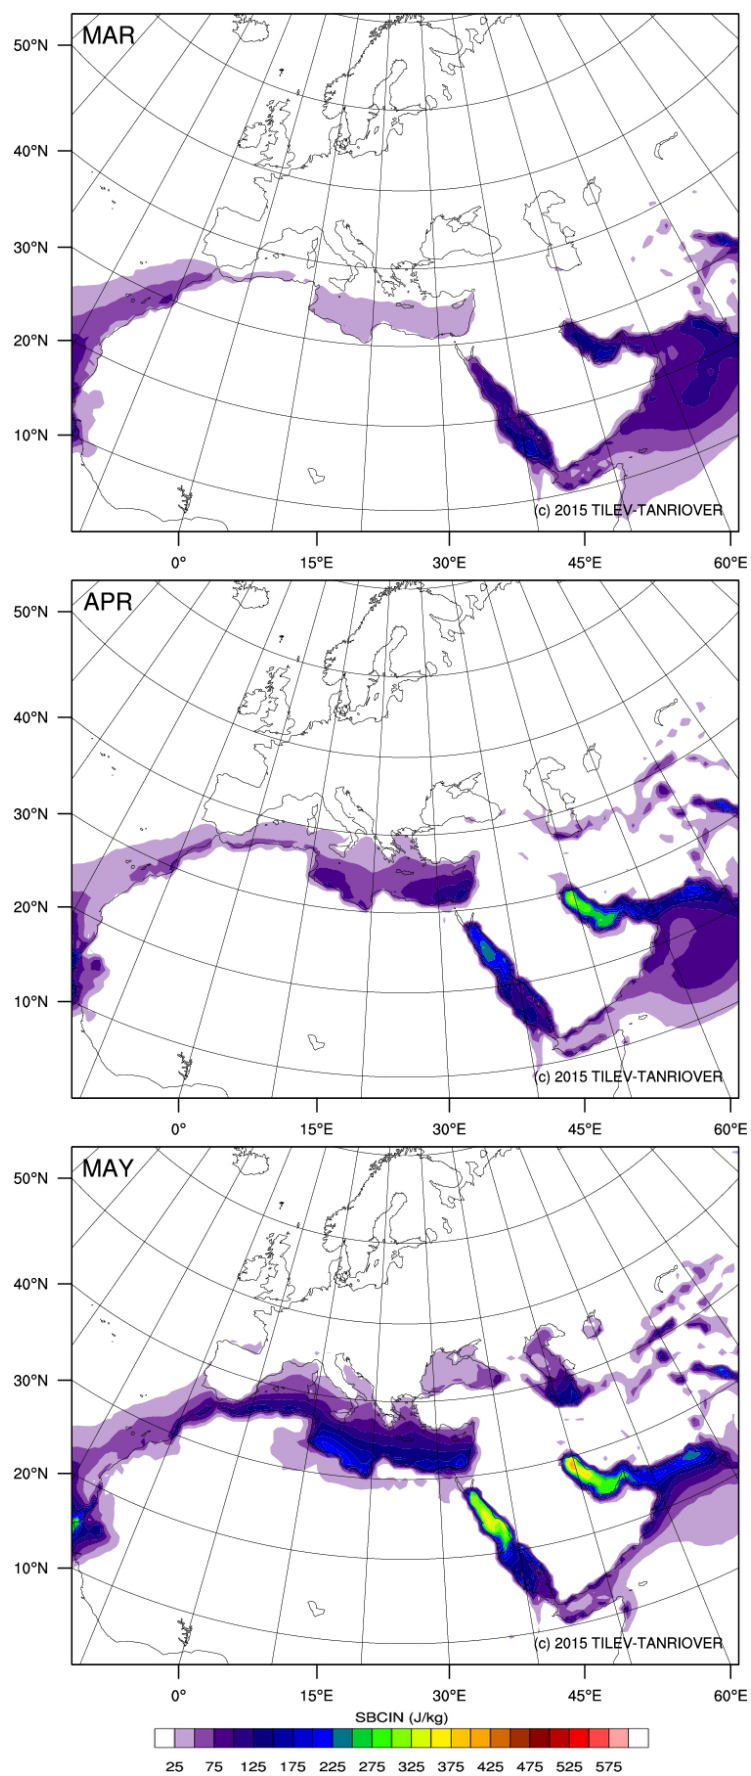 MAR
50°N
40°N
30°N
20°N
10°N
(c) 2015 TILEV-TANRIOVER
0° 15°E 30°E 45°E 60°E
APR
50°N
40°N
30°N
20°N
10°N
(c) 2015 TILEV-TANRIOVER
0° 15°E 30°E 45°E 60°E
MAY
50°N
40°N
30°N
20°N
10°N
(c) 2015 TILEV-TANRIOVER
0° 15°E 30°E 45°E 60°E
SBCIN (J/kg)
25 75 125 175 225 275 325 375 425 475 525 575